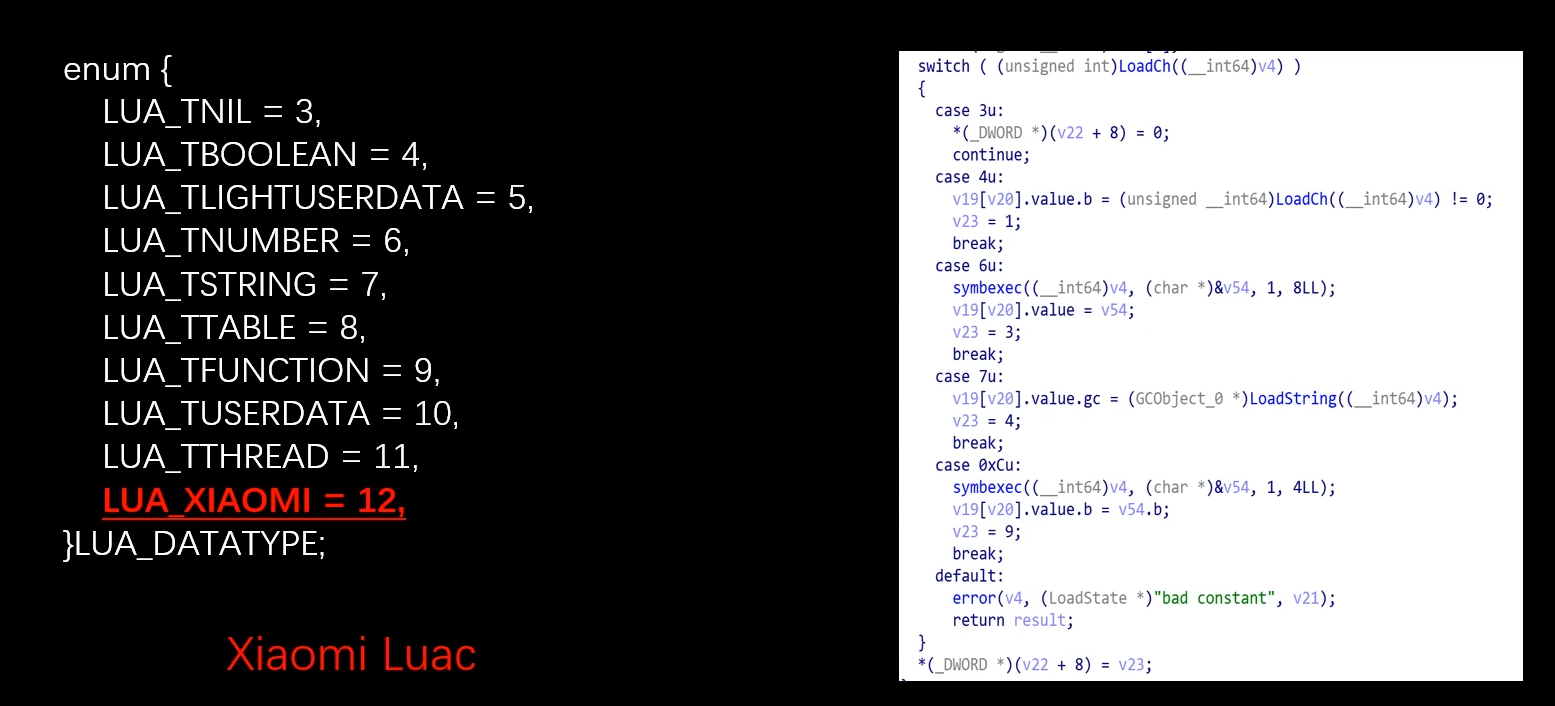 enum {
LUA_TNIL = 3,
LUA_TBOOLEAN = 4,
LUA_TLIGHTUSERDATA = 5,
LUA_TNUMBER = 6,
LUA_TSTRING = 7,
LUA_TTABLE = 8,
LUA_TFUNCTION = 9,
LUA_TUSERDATA = 10,
LUA_TTHREAD = 11,
LUA_XIAOMI = 12,
}LUA_DATATYPE;
Xiaomi Luac
switch ( (unsigned int)LoadCh((__int64)v4) )
{
case 3u:
*(_DWORD *)(v22 + 8) = 0;
continue;
case 4u:
v19[v20].value.b = (unsigned __int64)LoadCh((__int64)v4) != 0;
v23 = 1;
break;
case 6u:
symbexec((__int64)v4, (char *)&v54, 1, 8LL);
v19[v20].value = v54;
v23 = 3;
break;
case 7u:
v19[v20].value.gc = (GCObject_0 *)LoadString((__int64)v4);
v23 = 4;
break;
case 0xCu:
symbexec((__int64)v4, (char *)&v54, 1, 4LL);
v19[v20].value.b = v54.b;
v23 = 9;
break;
default:
error(v4, (LoadState *)"bad constant", v21);
return result;
}
*(_DWORD *)(v22 + 8) = v23;